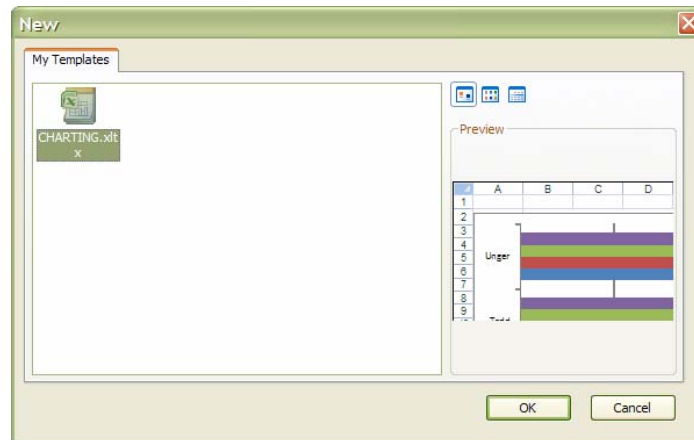 New
My Templates
CHARTING.xlt
x
Preview
A B C D
1
2
3
4
5 Unger
6
7
8
9
OK Cancel